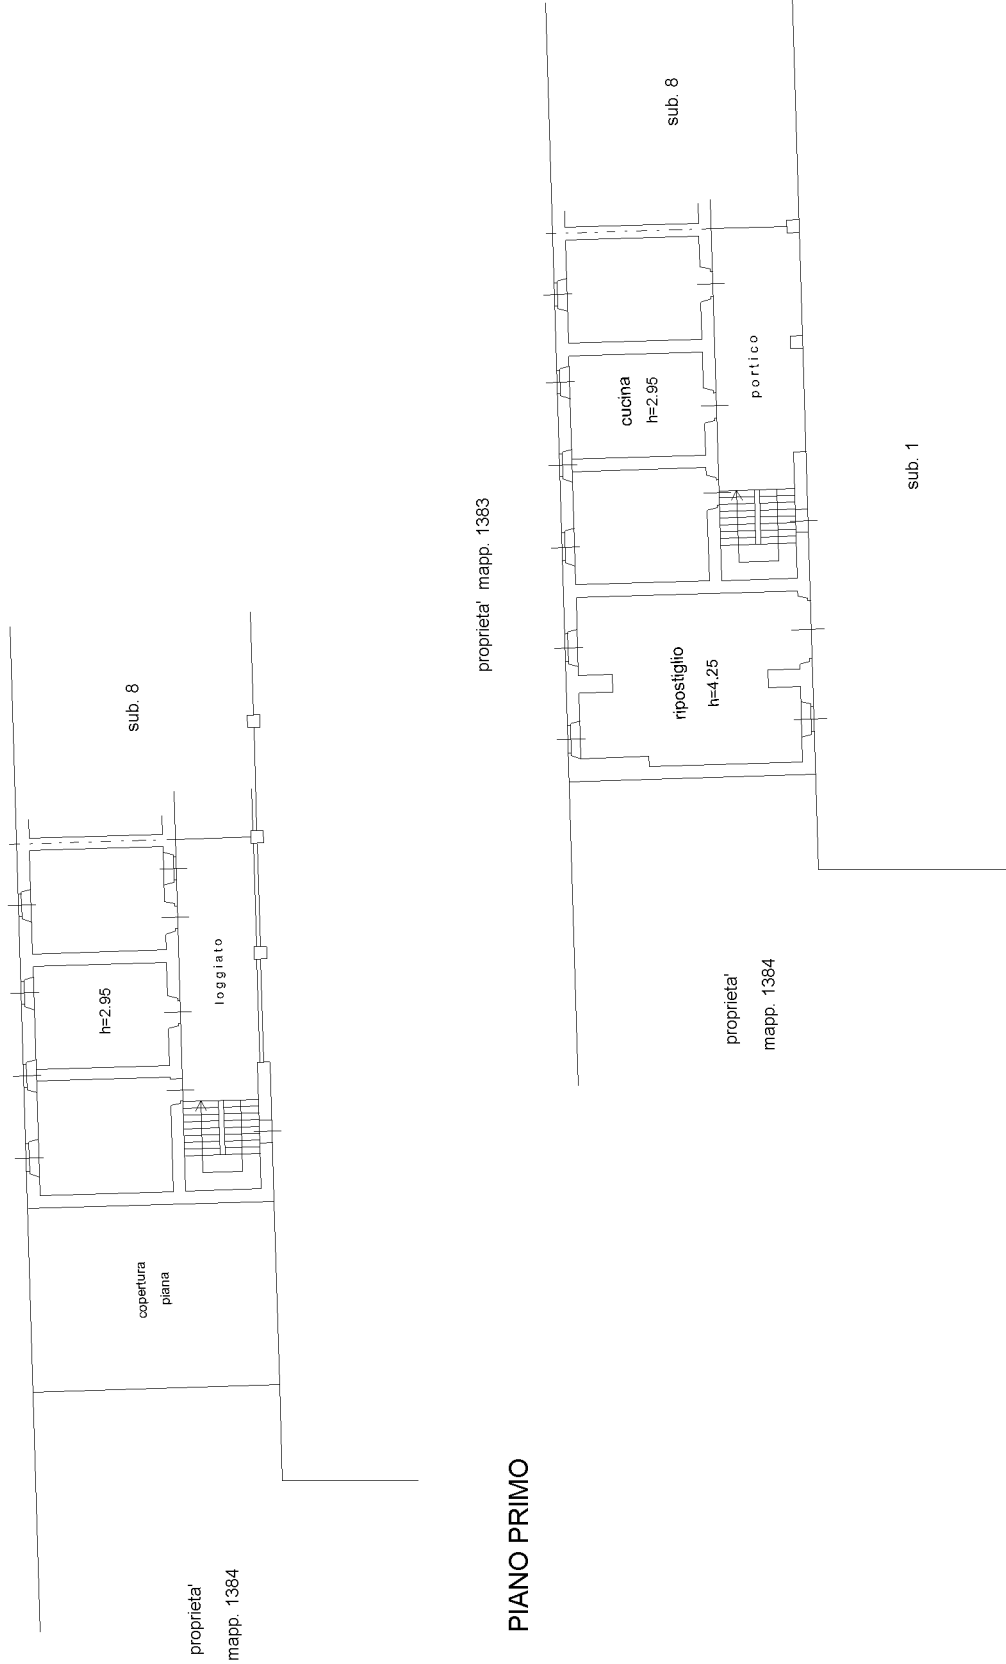 proprieta'
mapp. 1384
copertura
piana
h=2.95
loggiato
sub. 8
PIANO PRIMO
proprieta' mapp. 1383
proprieta'
mapp. 1384
ripostiglio
h=4.25
cucina
h=2.95
portico
sub. 8
sub. 1